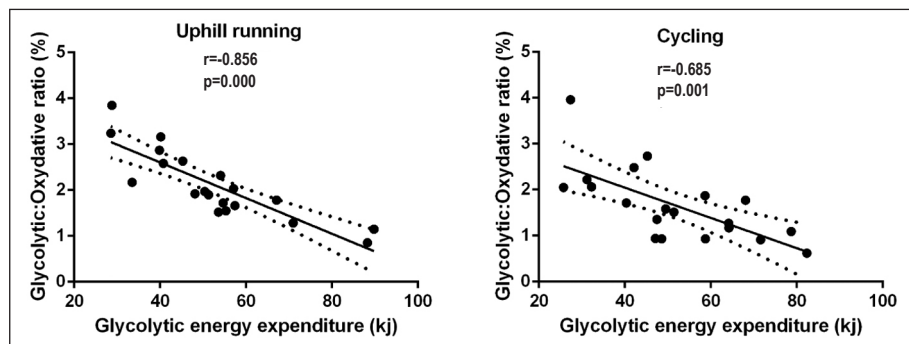 Uphill running
r=-0.856
p=0.000
Glycolytic:Oxydative ratio (%)
5
4
3
2
1
0
20 40 60 80 100
Glycolytic energy expenditure (kj)
Cycling
r=-0.685
p=0.001
Glycolytic:Oxydative ratio (%)
5
4
3
2
1
0
20 40 60 80 100
Glycolytic energy expenditure (kj)